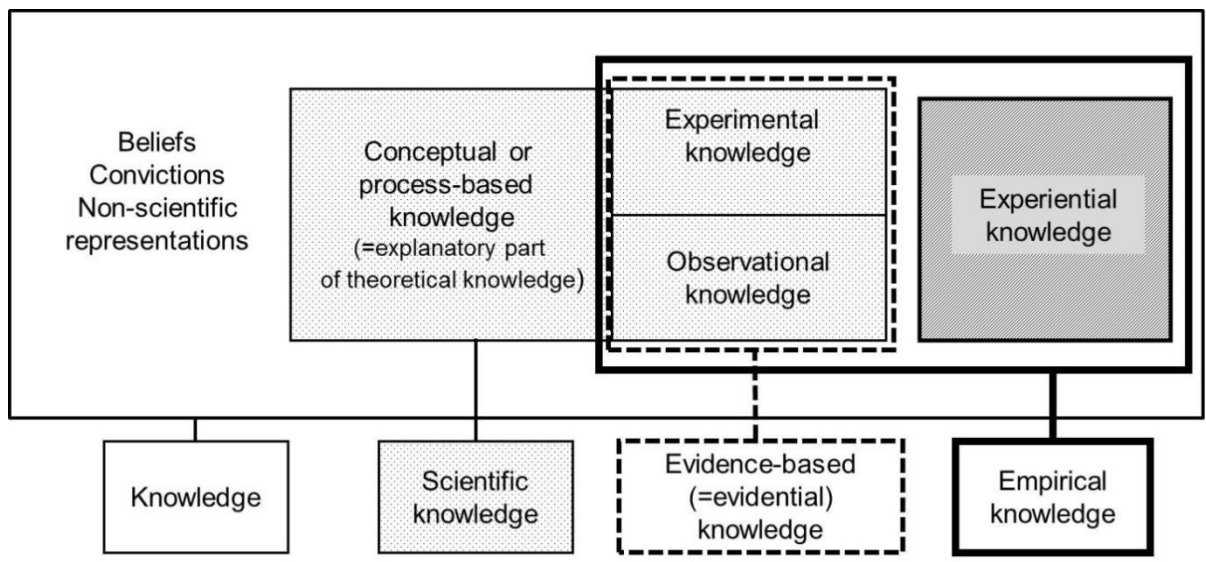 Beliefs
Convictions
Non-scientific
representations
Conceptual or
process-based
knowledge
(=explanatory part
of theoretical knowledge)
Experimental
knowledge
Observational
knowledge
Experiential
knowledge
Knowledge
Scientific
knowledge
Evidence-based
(=evidential)
knowledge
Empirical
knowledge